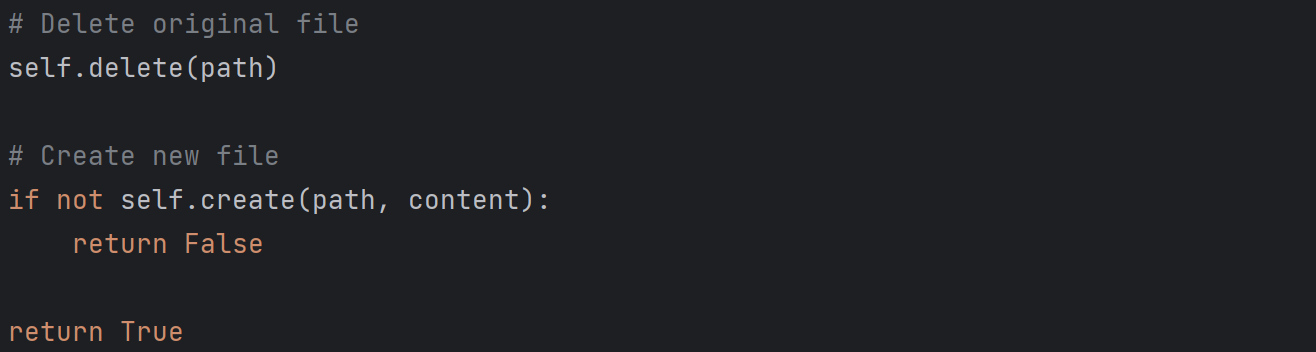 # Delete original file
self.delete(path)
# Create new file
if not self.create(path, content):
    return False
return True